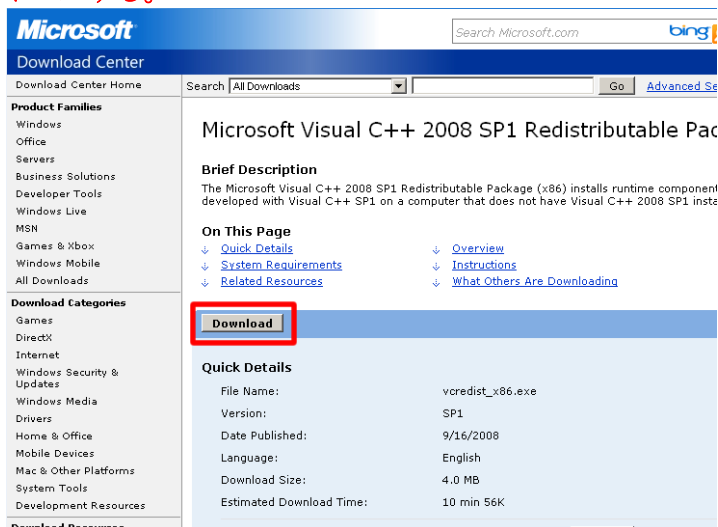 Microsoft
Search Microsoft.com
bing
Download Center
Download Center Home
Search
All Downloads
Go
Advanced Se
Product Families
Windows
Office
Servers
Business Solutions
Developer Tools
Windows Live
MSN
Games & Xbox
Windows Mobile
All Downloads
Download Categories
Games
DirectX
Internet
Windows Security &
Updates
Windows Media
Drivers
Home & Office
Mobile Devices
Mac & Other Platforms
System Tools
Development Resources
Microsoft Visual C++ 2008 SP1 Redistributable Pac
Brief Description
The Microsoft Visual C++ 2008 SP1 Redistributable Package (x86) installs runtime component
developed with Visual C++ SP1 on a computer that does not have Visual C++ 2008 SP1 insta
On This Page
Quick Details
Overview
System Requirements
Instructions
Related Resources
What Others Are Downloading
Download
Quick Details
File Name: vcredist_x86.exe
Version: SP1
Date Published: 9/16/2008
Language: English
Download Size: 4.0 MB
Estimated Download Time: 10 min 56K